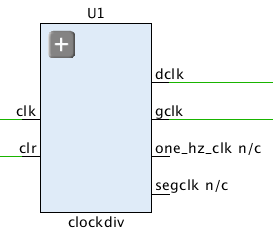 U1
dclk
clk
gclk
clr
one_hz_clk n/c
segclk n/c
clockdiv